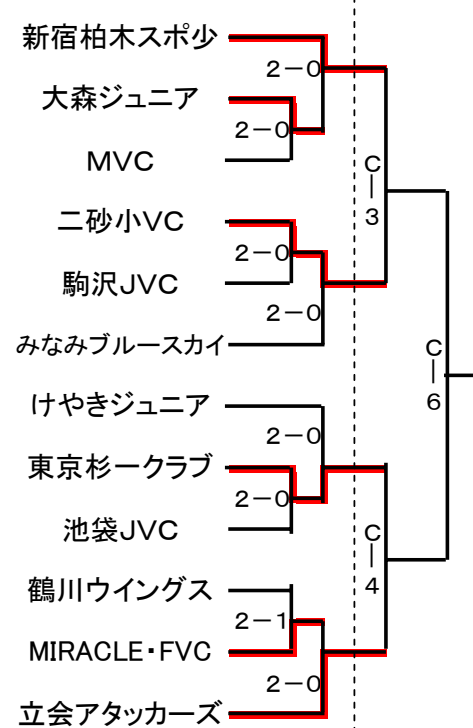 新宿柏木スポ少
2-0
大森ジュニア
2-0
MVC
C-3
二砂小VC
2-0
駒沢JVC
2-0
みなみブルースカイ
C-6
けやきジュニア
2-0
東京杉一クラブ
2-0
池袋JVC
C-4
鶴川ウイングス
2-1
MIRACLE・FVC
2-0
立会アタッカーズ